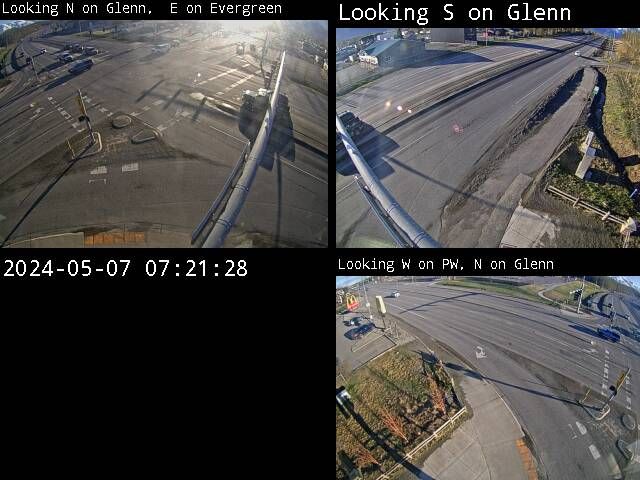 Looking N on Glenn,  E on Evergreen
Looking S on Glenn
2024-05-07 07:21:28
Looking W on PW, N on Glenn